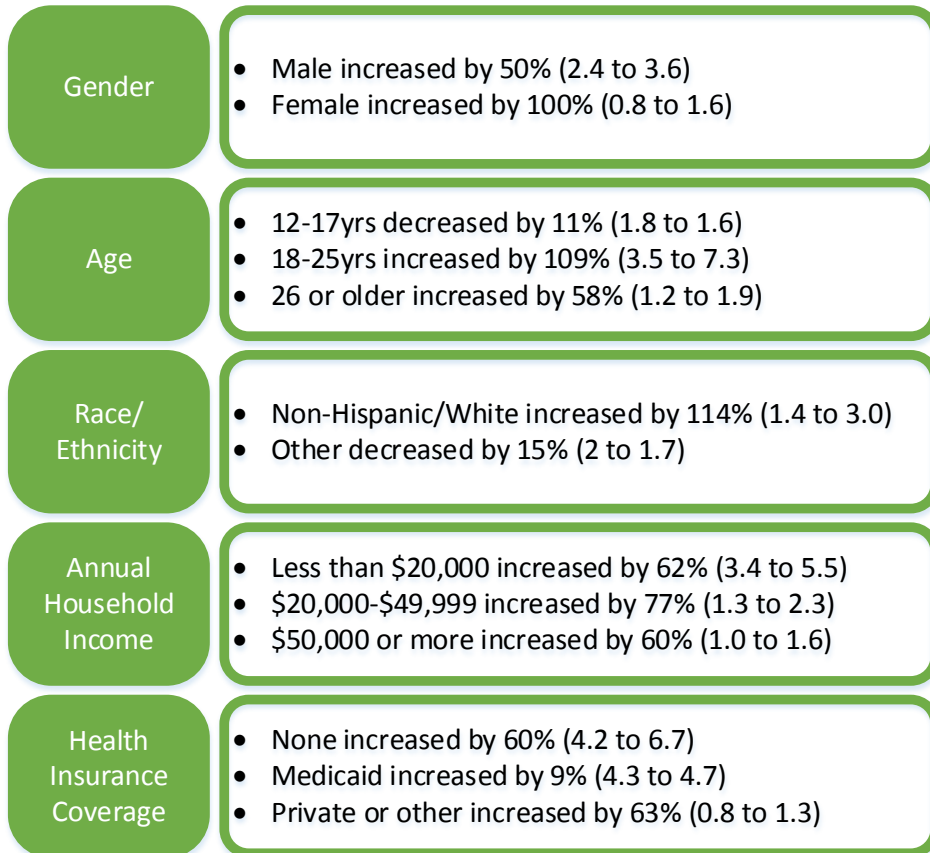 Gender
• Male increased by 50% (2.4 to 3.6)
• Female increased by 100% (0.8 to 1.6)
Age
• 12-17yrs decreased by 11% (1.8 to 1.6)
• 18-25yrs increased by 109% (3.5 to 7.3)
• 26 or older increased by 58% (1.2 to 1.9)
Race/
Ethnicity
• Non-Hispanic/White increased by 114% (1.4 to 3.0)
• Other decreased by 15% (2 to 1.7)
Annual
Household
Income
• Less than $20,000 increased by 62% (3.4 to 5.5)
• $20,000-$49,999 increased by 77% (1.3 to 2.3)
• $50,000 or more increased by 60% (1.0 to 1.6)
Health
Insurance
Coverage
• None increased by 60% (4.2 to 6.7)
• Medicaid increased by 9% (4.3 to 4.7)
• Private or other increased by 63% (0.8 to 1.3)